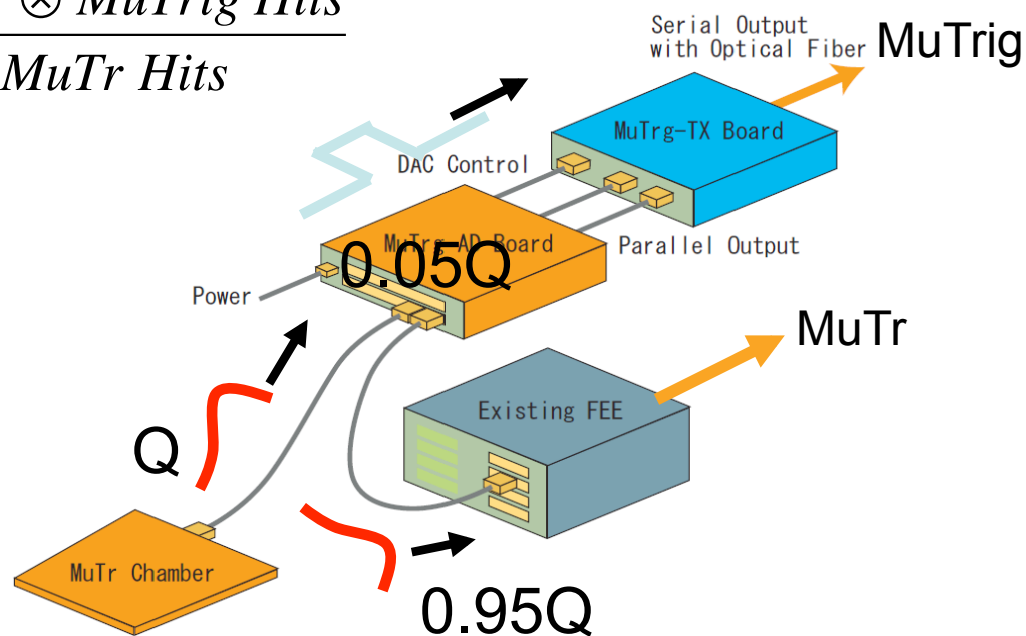 ⊗ MuTrig Hits
MuTr Hits
Serial Output
with Optical Fiber
MuTrig
MuTrg-TX Board
DAC Control
MuTrg-AD Board
0.05Q
Parallel Output
Power
MuTr
Existing FEE
Q
MuTr Chamber
0.95Q